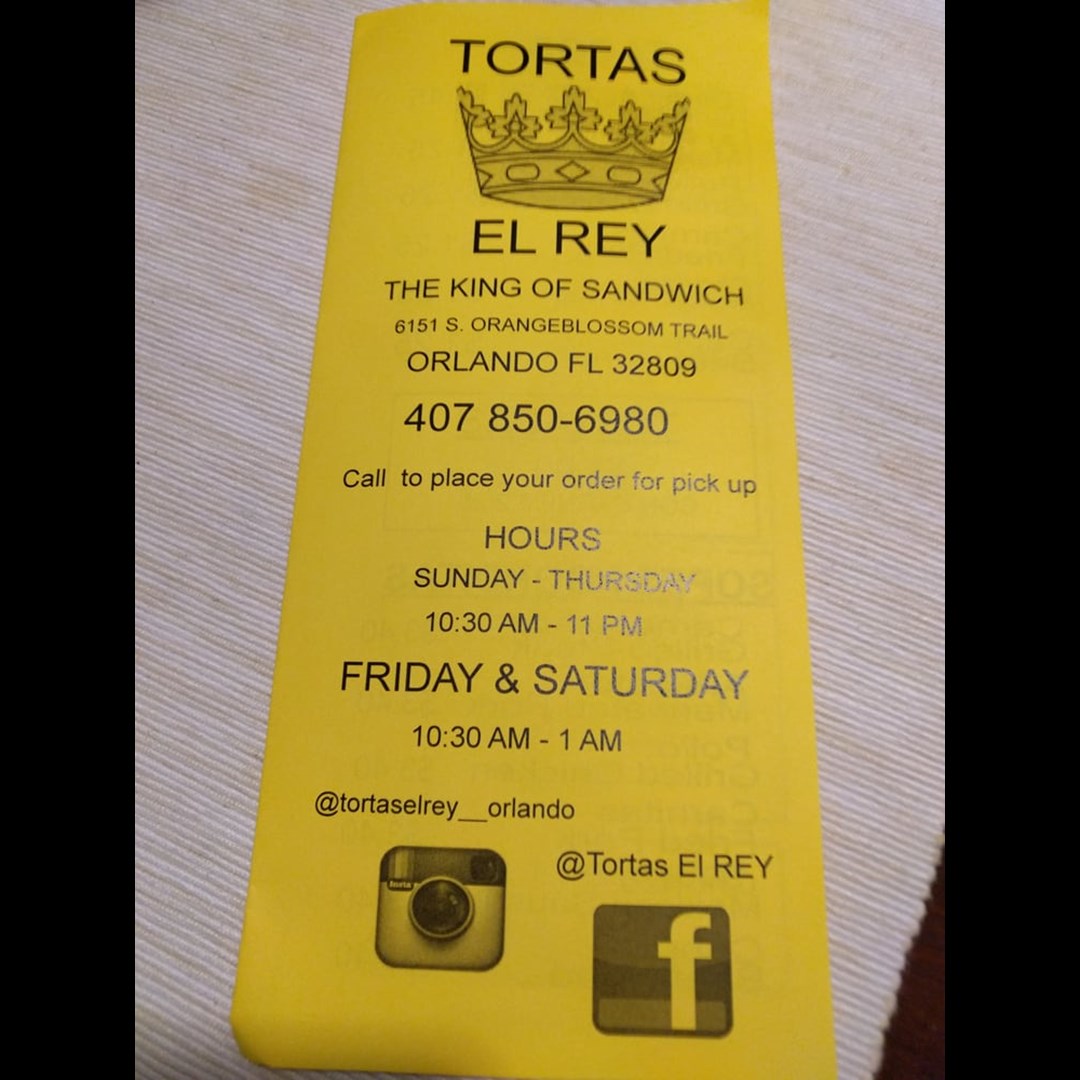 TORTAS
EL REY
THE KING OF SANDWICH
6151 S. ORANGEBLOSSOM TRAIL
ORLANDO FL 32809
407 850-6980
Call to place your order for pick up
HOURS
SUNDAY - THURSDAY
10:30 AM - 11 PM
FRIDAY & SATURDAY
10:30 AM - 1 AM
@tortaselrey__orlando
@Tortas El REY
Insta
f